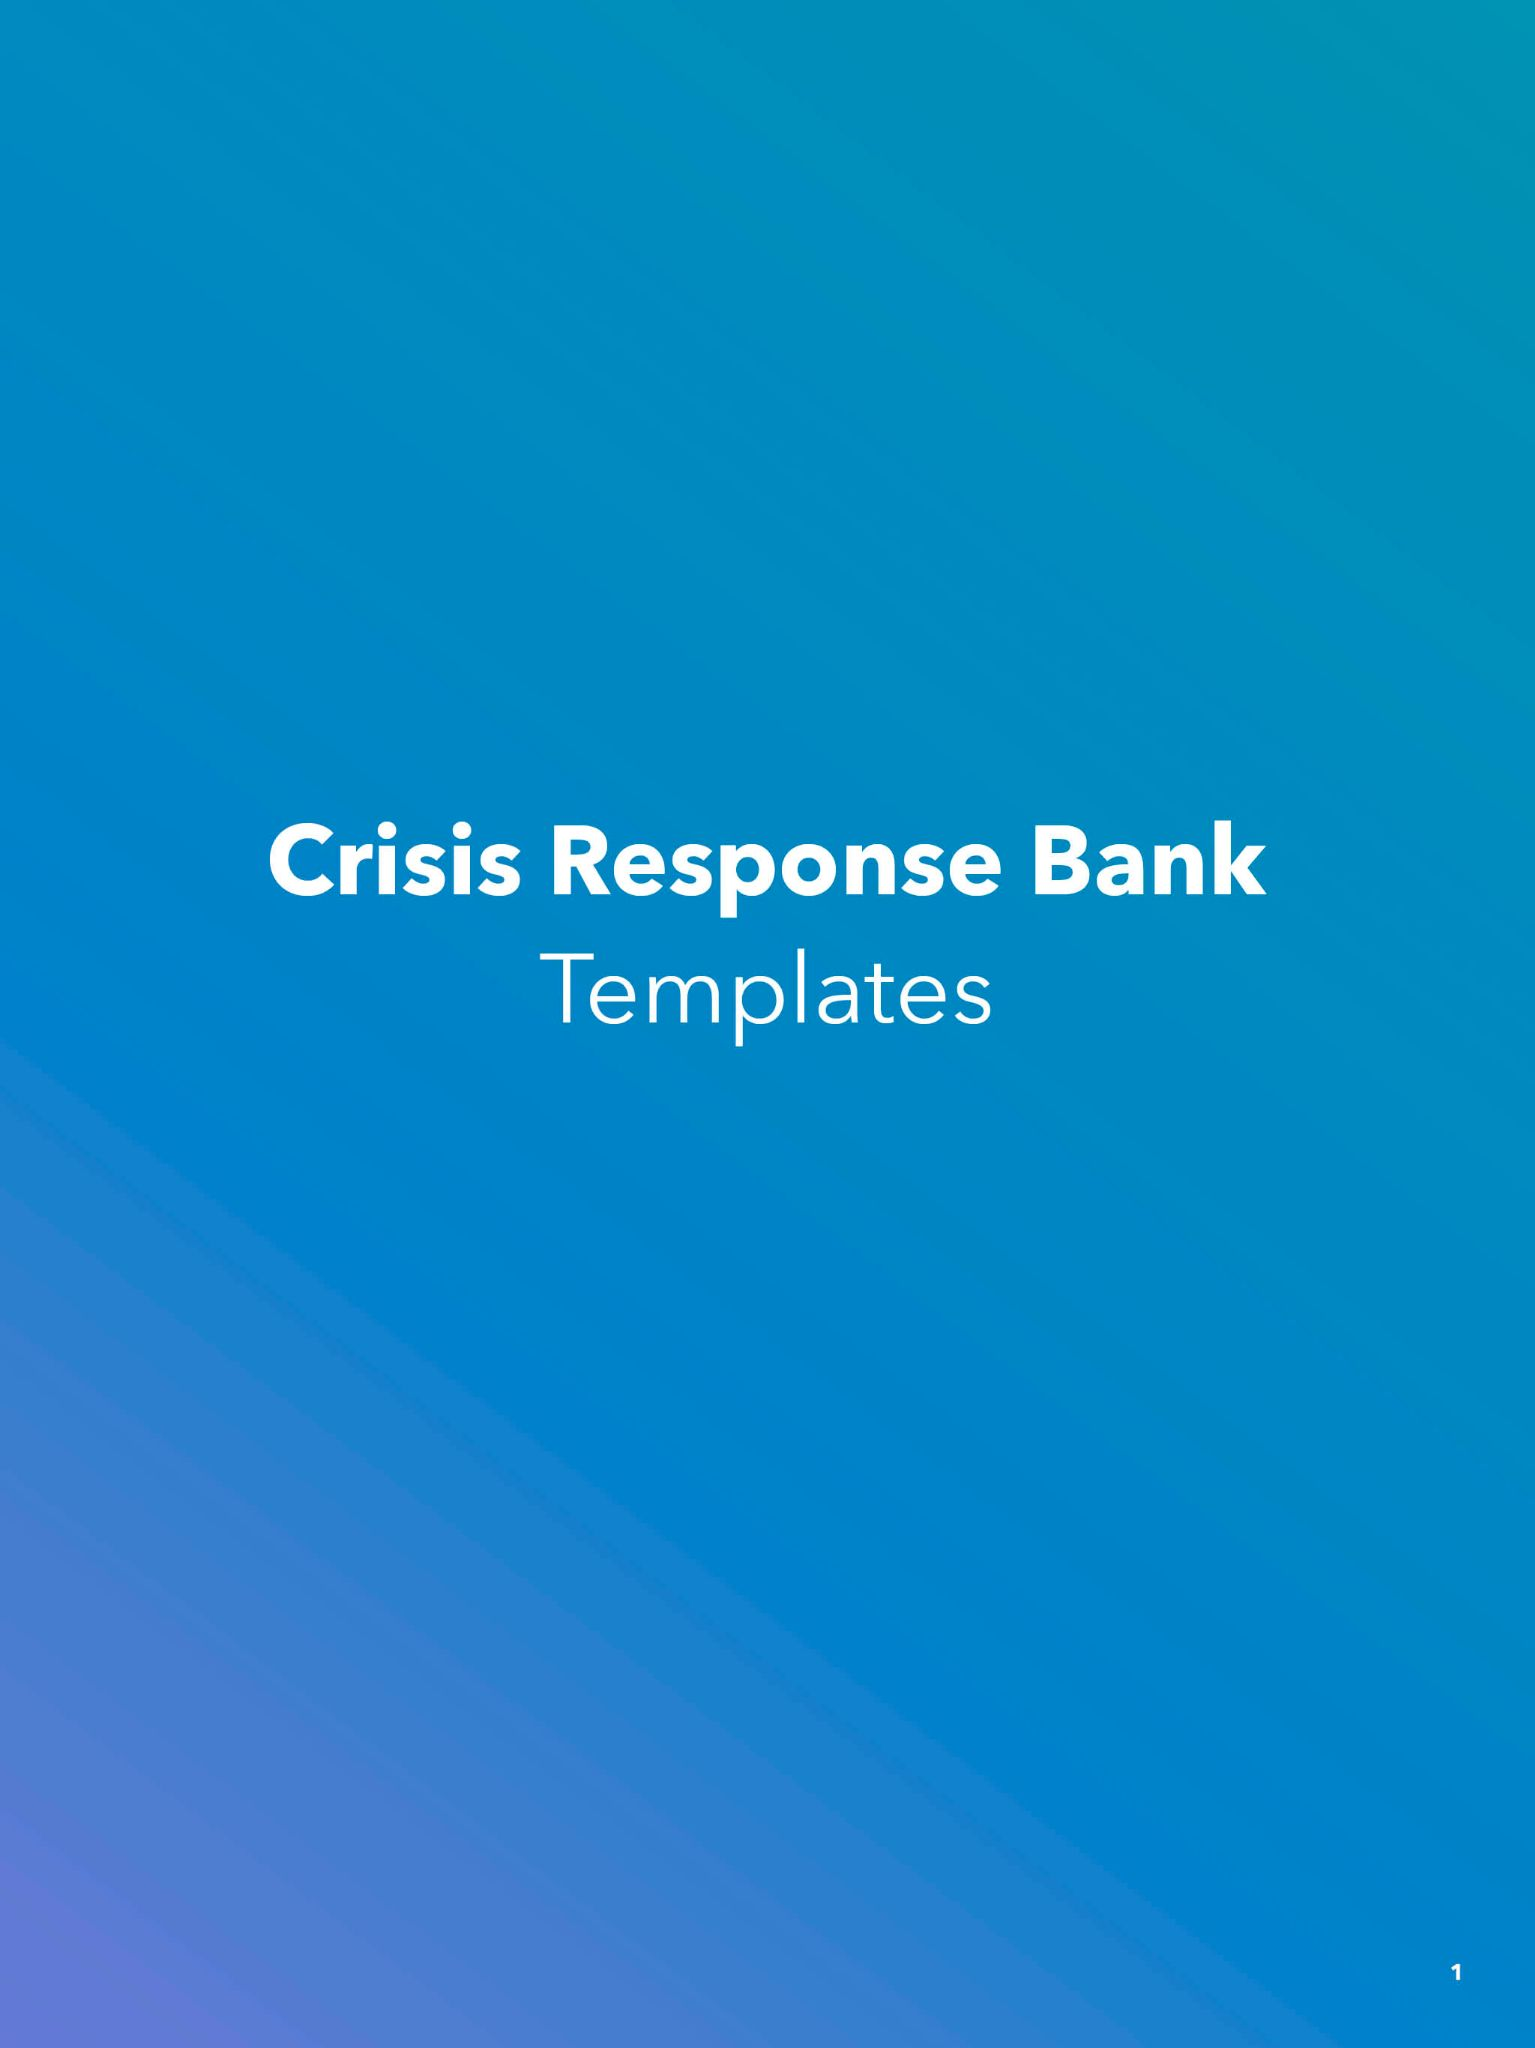 Crisis Response Bank
Templates
1